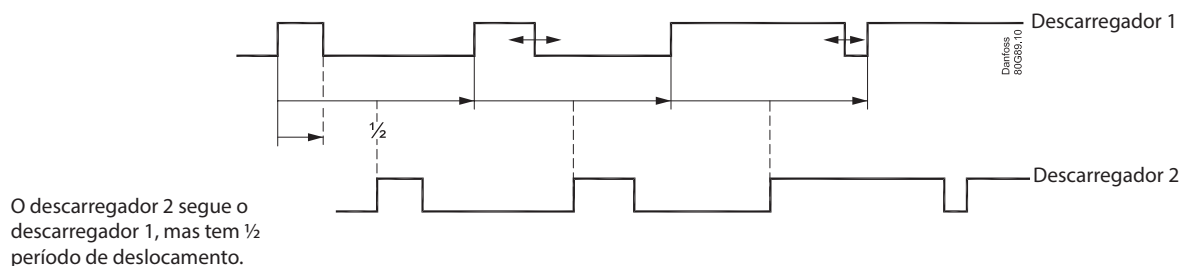 Descarregador 1
Danfoss
80G89.10
½
Descarregador 2
O descarregador 2 segue o
descarregador 1, mas tem ½
período de deslocamento.